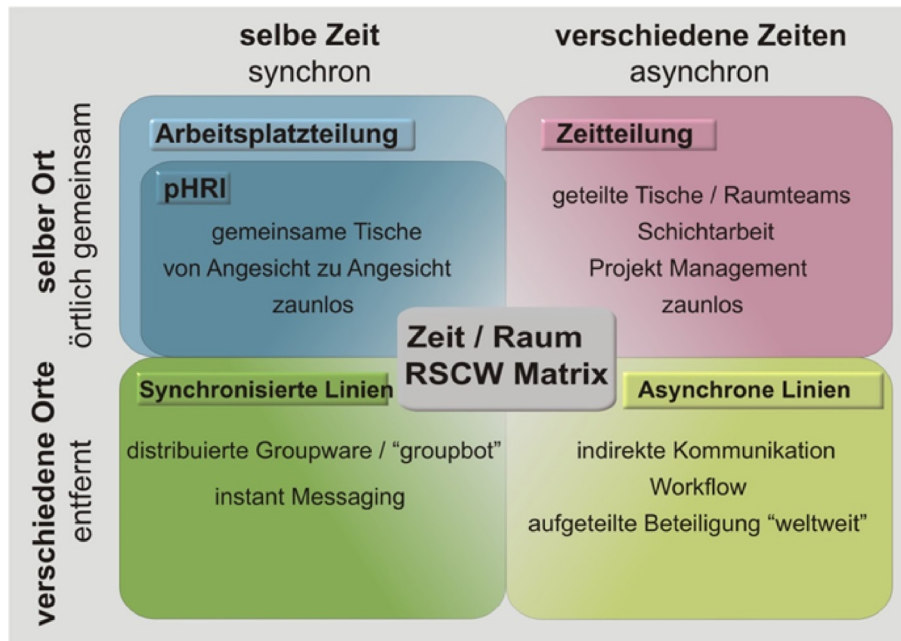 selbe Zeit
synchron
verschiedene Zeiten
asynchron
selber Ort
örtlich gemeinsam
Arbeitsplatzteilung
pHRI
gemeinsame Tische
von Angesicht zu Angesicht
zaunlos
Zeitteilung
geteilte Tische / Raumteams
Schichtarbeit
Projekt Management
zaunlos
Zeit / Raum
RSCW Matrix
verschiedene Orte
entfernt
Synchronisierte Linien
distribuierte Groupware / “groupbot”
instant Messaging
Asynchrone Linien
indirekte Kommunikation
Workflow
aufgeteilte Beteiligung “weltweit”